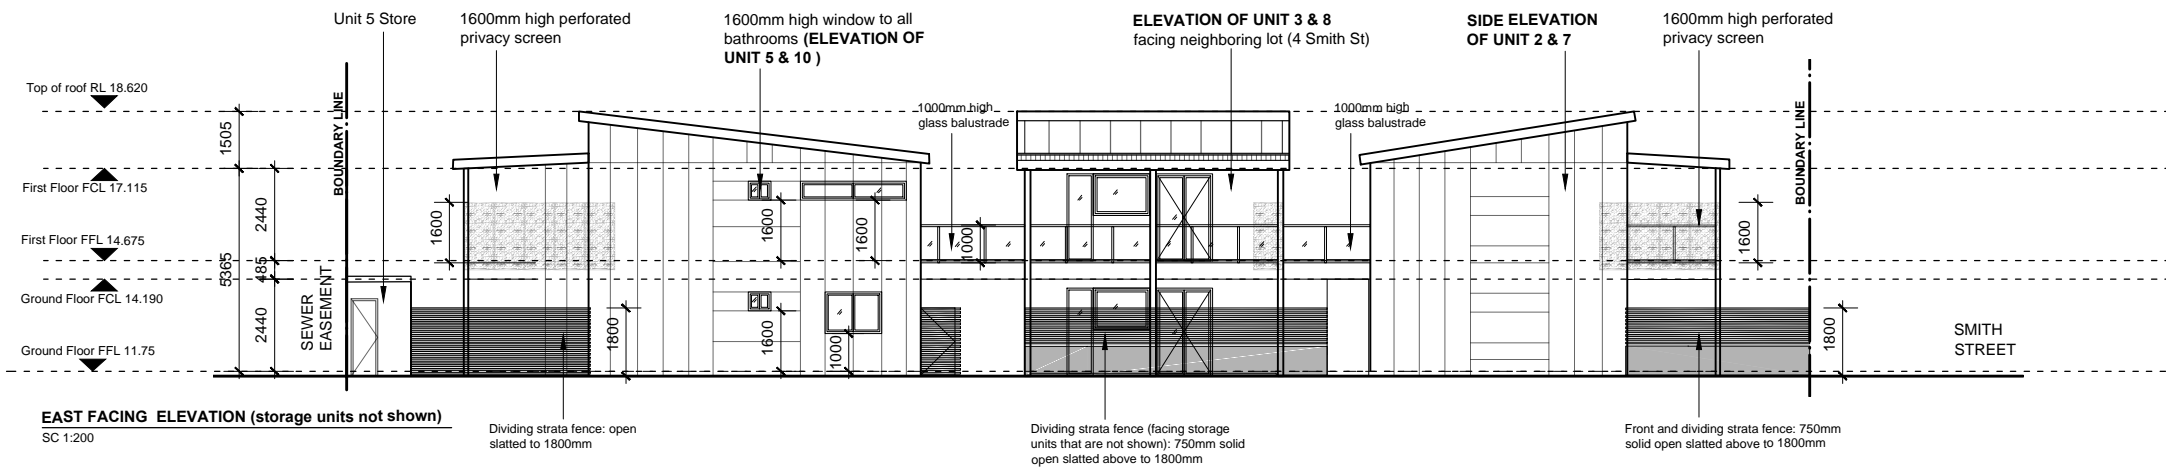 Unit 5 Store
1600mm high perforated
privacy screen
1600mm high window to all
bathrooms (ELEVATION OF
UNIT 5 & 10 )
ELEVATION OF UNIT 3 & 8
facing neighboring lot (4 Smith St)
SIDE ELEVATION
OF UNIT 2 & 7
1600mm high perforated
privacy screen
Top of roof RL 18.620
First Floor FCL 17.115
First Floor FFL 14.675
Ground Floor FCL 14.190
Ground Floor FFL 11.75
1505
5365
2440
485
2440
BOUNDARY LINE
SEWER
EASEMENT
1600
1800
1600
1600
1600
1000
1000mm high
glass balustrade
1000
1000mm high
glass balustrade
1600
BOUNDARY LINE
1800
SMITH
STREET
EAST FACING ELEVATION (storage units not shown)
SC 1:200
Dividing strata fence: open
slatted to 1800mm
Dividing strata fence (facing storage
units that are not shown): 750mm solid
open slatted above to 1800mm
Front and dividing strata fence: 750mm
solid open slatted above to 1800mm